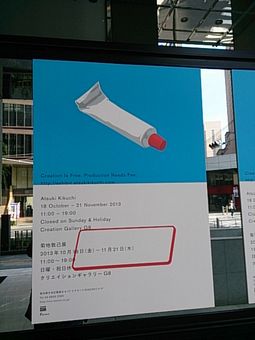 Creation is Free. Production Needs Fee.
Atsuki Kikuchi
18 October - 21 November 2013
11:00 - 19:00
Closed on Sunday & Holiday
Creation Gallery G8
菊地敦己展
2013年10月18日(金)—11月21日(木)
11:00〜19:00
日曜・祝日休
クリエイションギャラリーG8